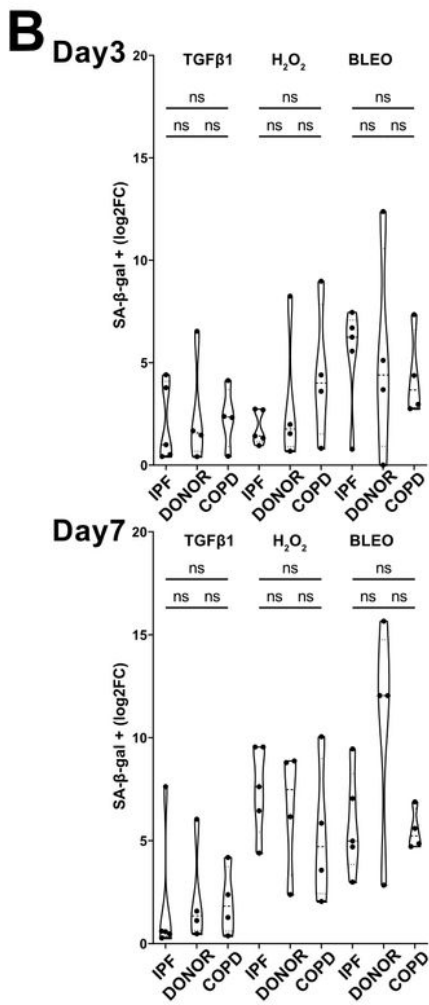 B
Day3
TGFβ1 H₂O₂ BLEO
ns ns ns
ns ns ns ns ns ns
SA-β-gal + (log2FC)
20
15
10
5
0
IPF DONOR COPD IPF DONOR COPD IPF DONOR COPD
Day7
TGFβ1 H₂O₂ BLEO
ns ns ns
ns ns ns ns ns ns
SA-β-gal + (log2FC)
20
15
10
5
0
IPF DONOR COPD IPF DONOR COPD IPF DONOR COPD